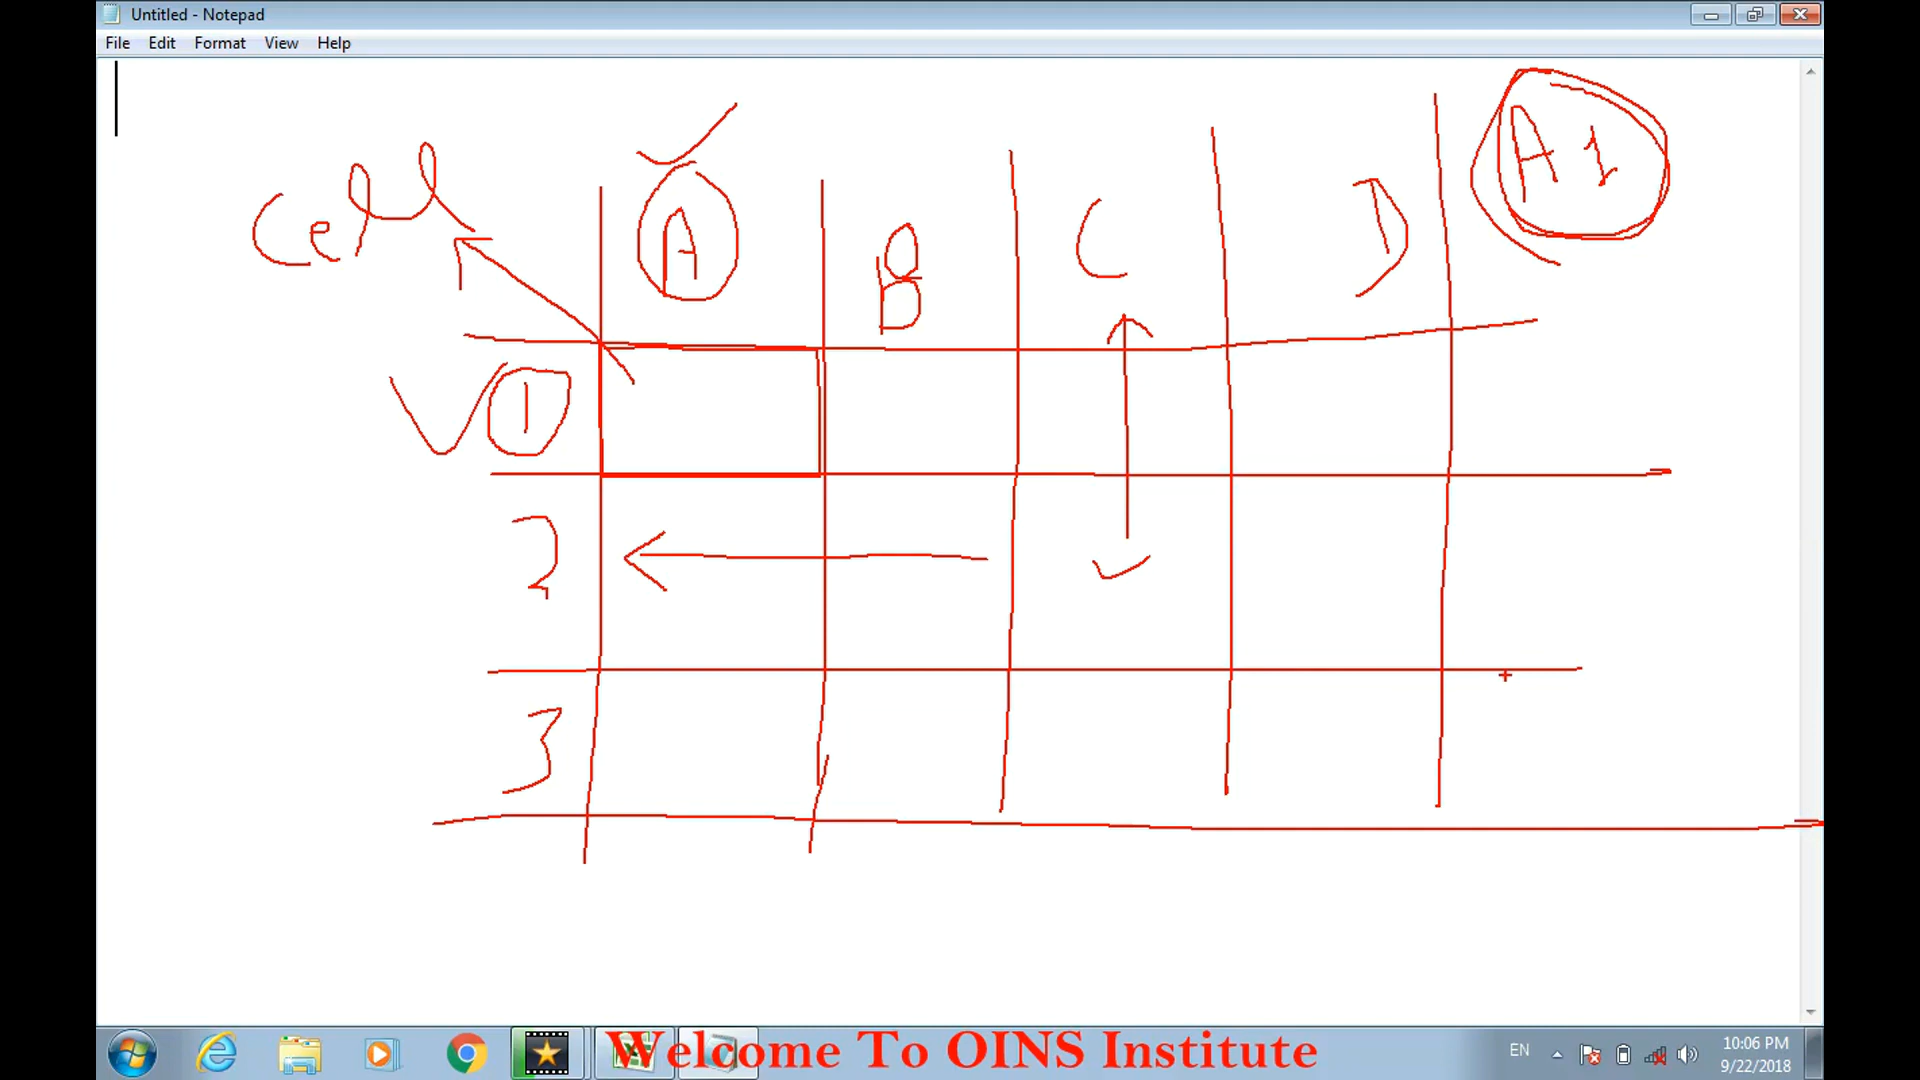 Untitled - Notepad
File Edit Format View Help
A1
Cell
A B C D
1
2
3
Welcome To OINS Institute
EN
10:06 PM
9/22/2018